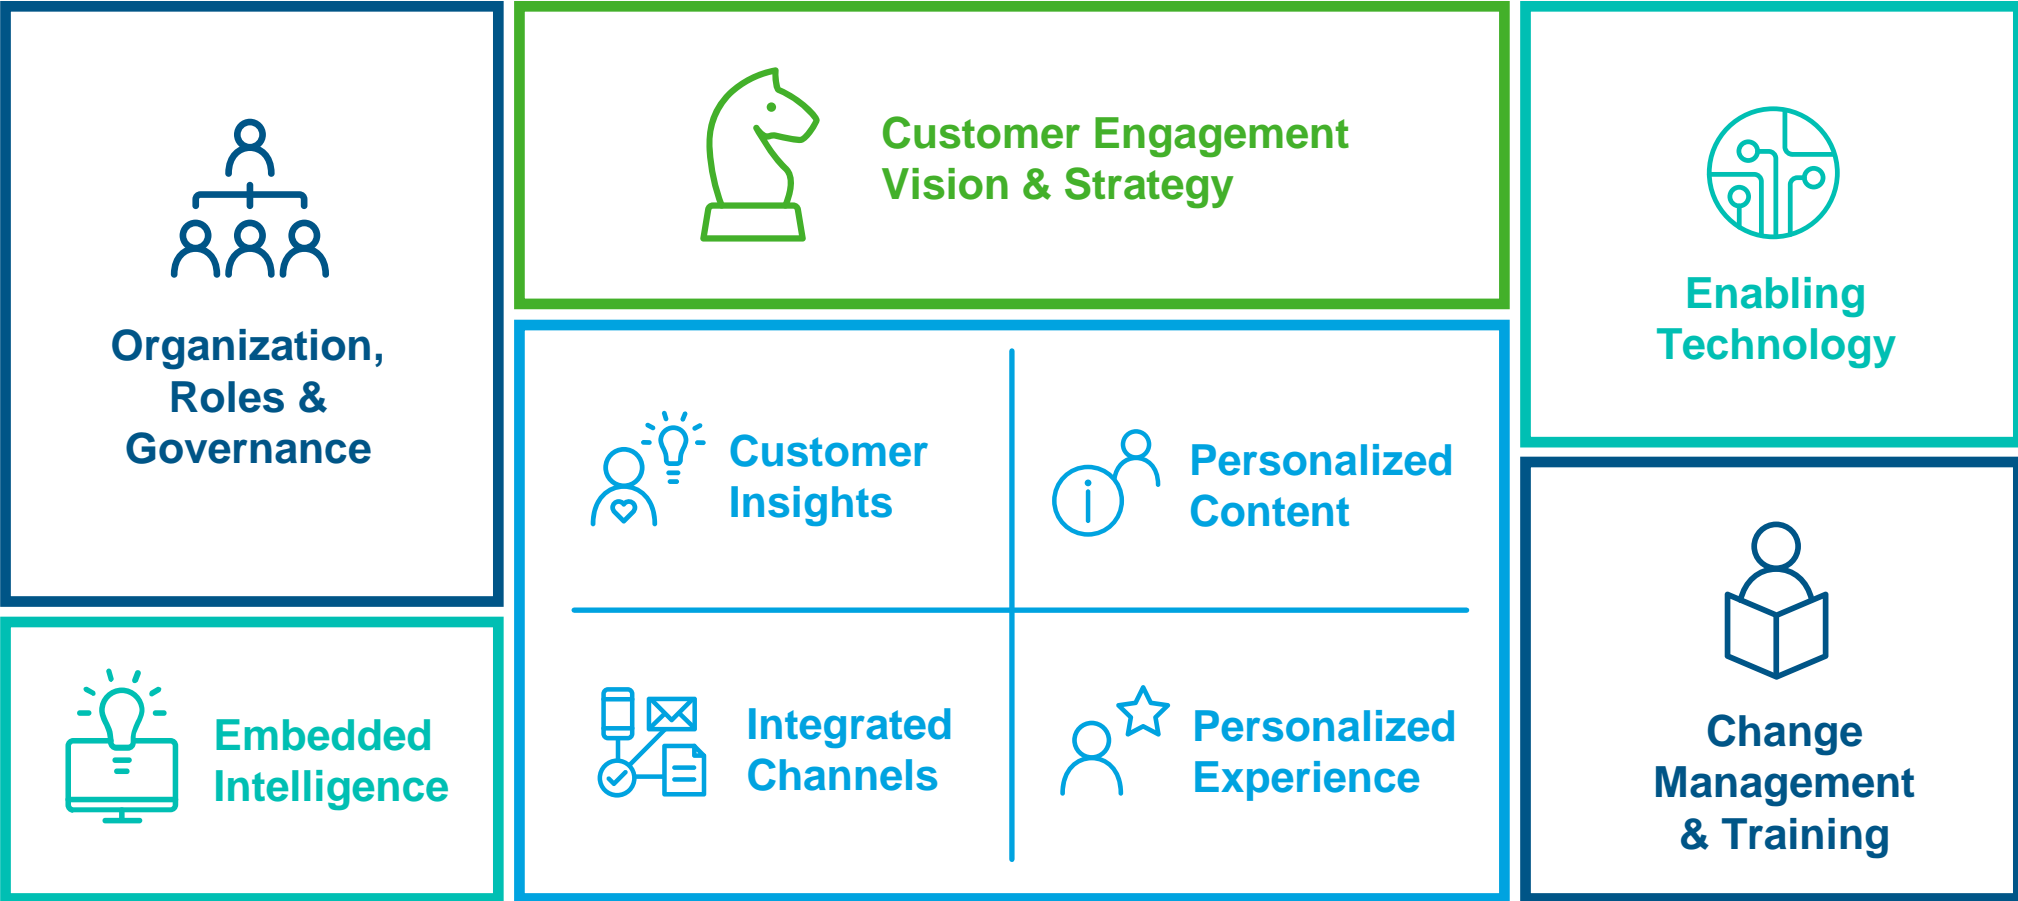 Organization,
Roles &
Governance
Embedded
Intelligence
Customer Engagement
Vision & Strategy
Customer
Insights
Personalized
Content
Integrated
Channels
Personalized
Experience
Enabling
Technology
Change
Management
& Training